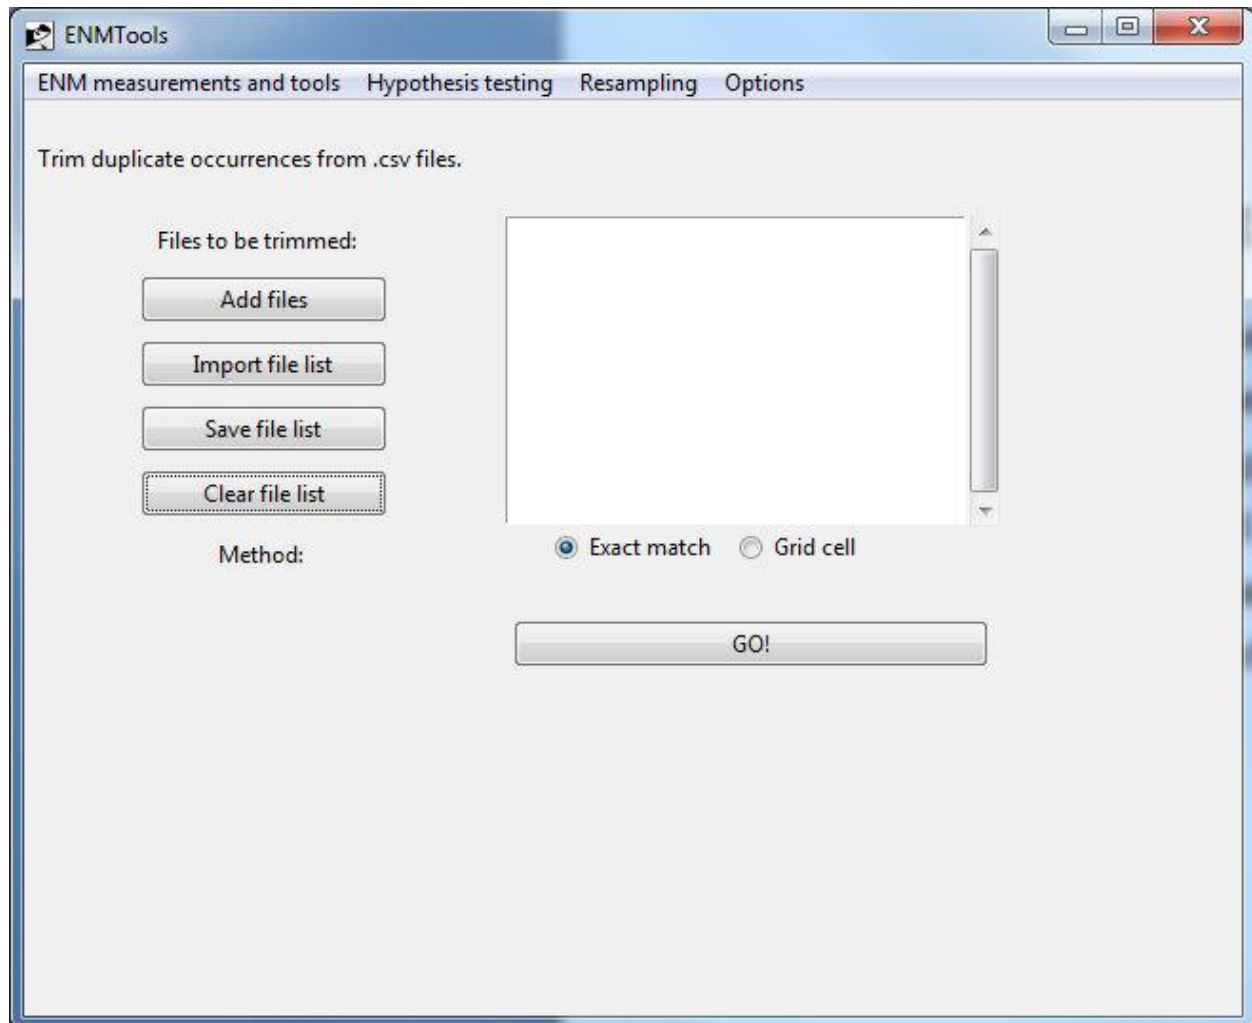 ENMTools
ENM measurements and tools Hypothesis testing Resampling Options
Trim duplicate occurrences from .csv files.
Files to be trimmed:
Add files
Import file list
Save file list
Clear file list
Method: Exact match Grid cell
GO!